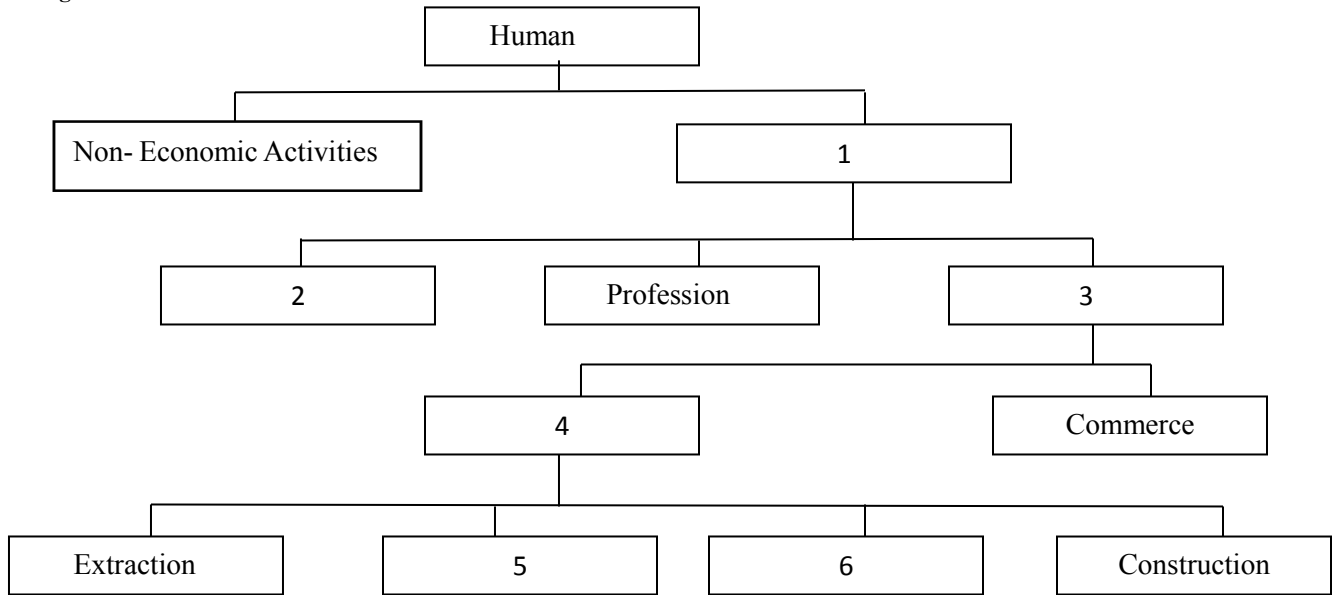 Human
Non- Economic Activities
1
2
Profession
3
4
Commerce
Extraction
5
6
Construction